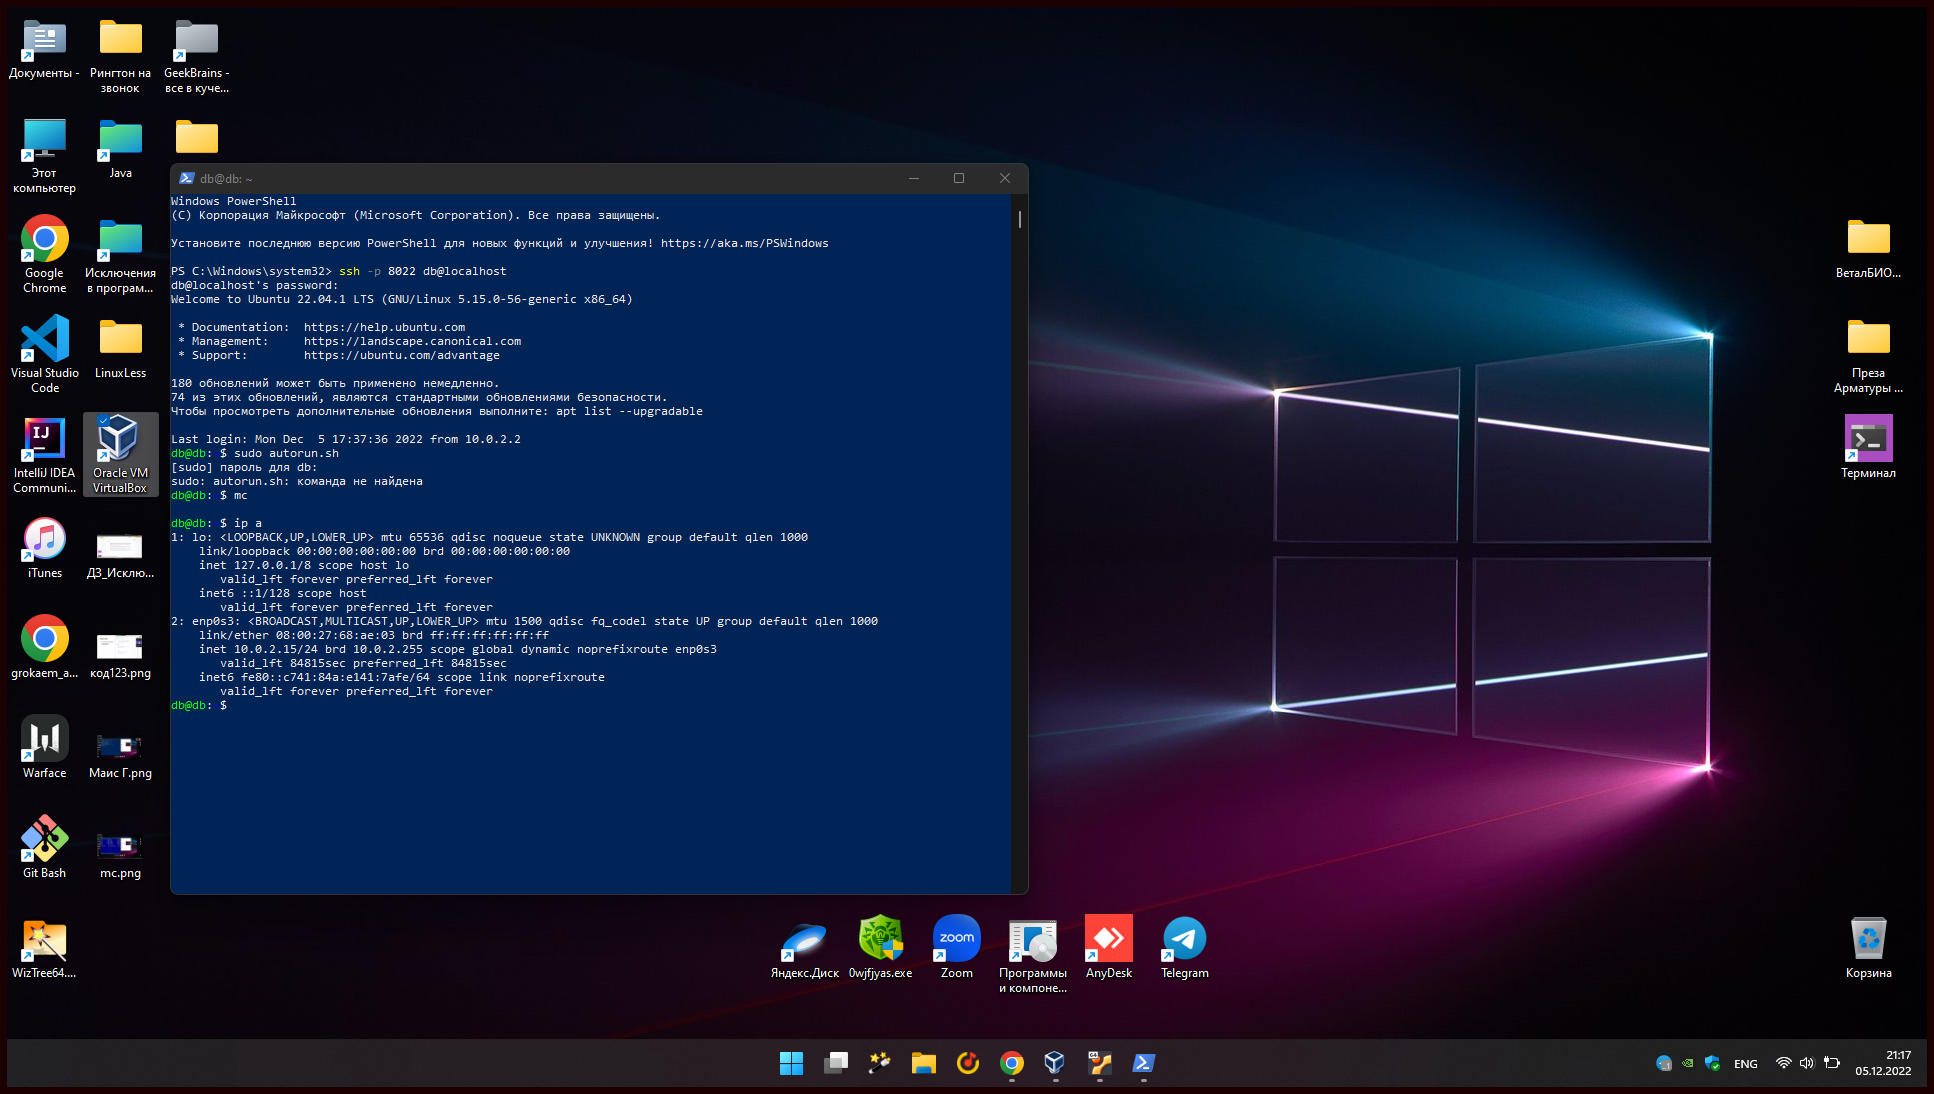 Документы -
Рингтон на
звонок
GeekBrains -
все в куче...
Этот
компьютер
Java
Google
Chrome
Исключения
в програм...
Visual Studio
Code
LinuxLess
IntelliJ IDEA
Communi...
Oracle VM
VirtualBox
iTunes
ДЗ_Исклю...
grokaem_a...
код123.png
Warface
Маис Г.png
Git Bash
mc.png
WizTree64....
db@db: ~
Windows PowerShell
(C) Корпорация Майкрософт (Microsoft Corporation). Все права защищены.
Установите последнюю версию PowerShell для новых функций и улучшения! https://aka.ms/PSWindows
PS C:\Windows\system32> ssh -p 8022 db@localhost
db@localhost's password:
Welcome to Ubuntu 22.04.1 LTS (GNU/Linux 5.15.0-56-generic x86_64)
* Documentation:  https://help.ubuntu.com
* Management:     https://landscape.canonical.com
* Support:        https://ubuntu.com/advantage
180 обновлений может быть применено немедленно.
74 из этих обновлений, являются стандартными обновлениями безопасности.
Чтобы просмотреть дополнительные обновления выполните: apt list --upgradable
Last login: Mon Dec  5 17:37:36 2022 from 10.0.2.2
db@db: $ sudo autorun.sh
[sudo] пароль для db:
sudo: autorun.sh: команда не найдена
db@db: $ mc
db@db: $ ip a
1: lo: <LOOPBACK,UP,LOWER_UP> mtu 65536 qdisc noqueue state UNKNOWN group default qlen 1000
link/loopback 00:00:00:00:00:00 brd 00:00:00:00:00:00
inet 127.0.0.1/8 scope host lo
valid_lft forever preferred_lft forever
inet6 ::1/128 scope host
valid_lft forever preferred_lft forever
2: enp0s3: <BROADCAST,MULTICAST,UP,LOWER_UP> mtu 1500 qdisc fq_codel state UP group default qlen 1000
link/ether 08:00:27:68:ae:03 brd ff:ff:ff:ff:ff:ff
inet 10.0.2.15/24 brd 10.0.2.255 scope global dynamic noprefixroute enp0s3
valid_lft 84815sec preferred_lft 84815sec
inet6 fe80::c741:84a:e141:7afe/64 scope link noprefixroute
valid_lft forever preferred_lft forever
db@db: $
ВеталБИО...
Преза
Арматуры ...
Терминал
Яндекс.Диск
0wjfjyas.exe
zoom
Zoom
Программы
и компоне...
AnyDesk
Telegram
Корзина
ENG
21:17
05.12.2022